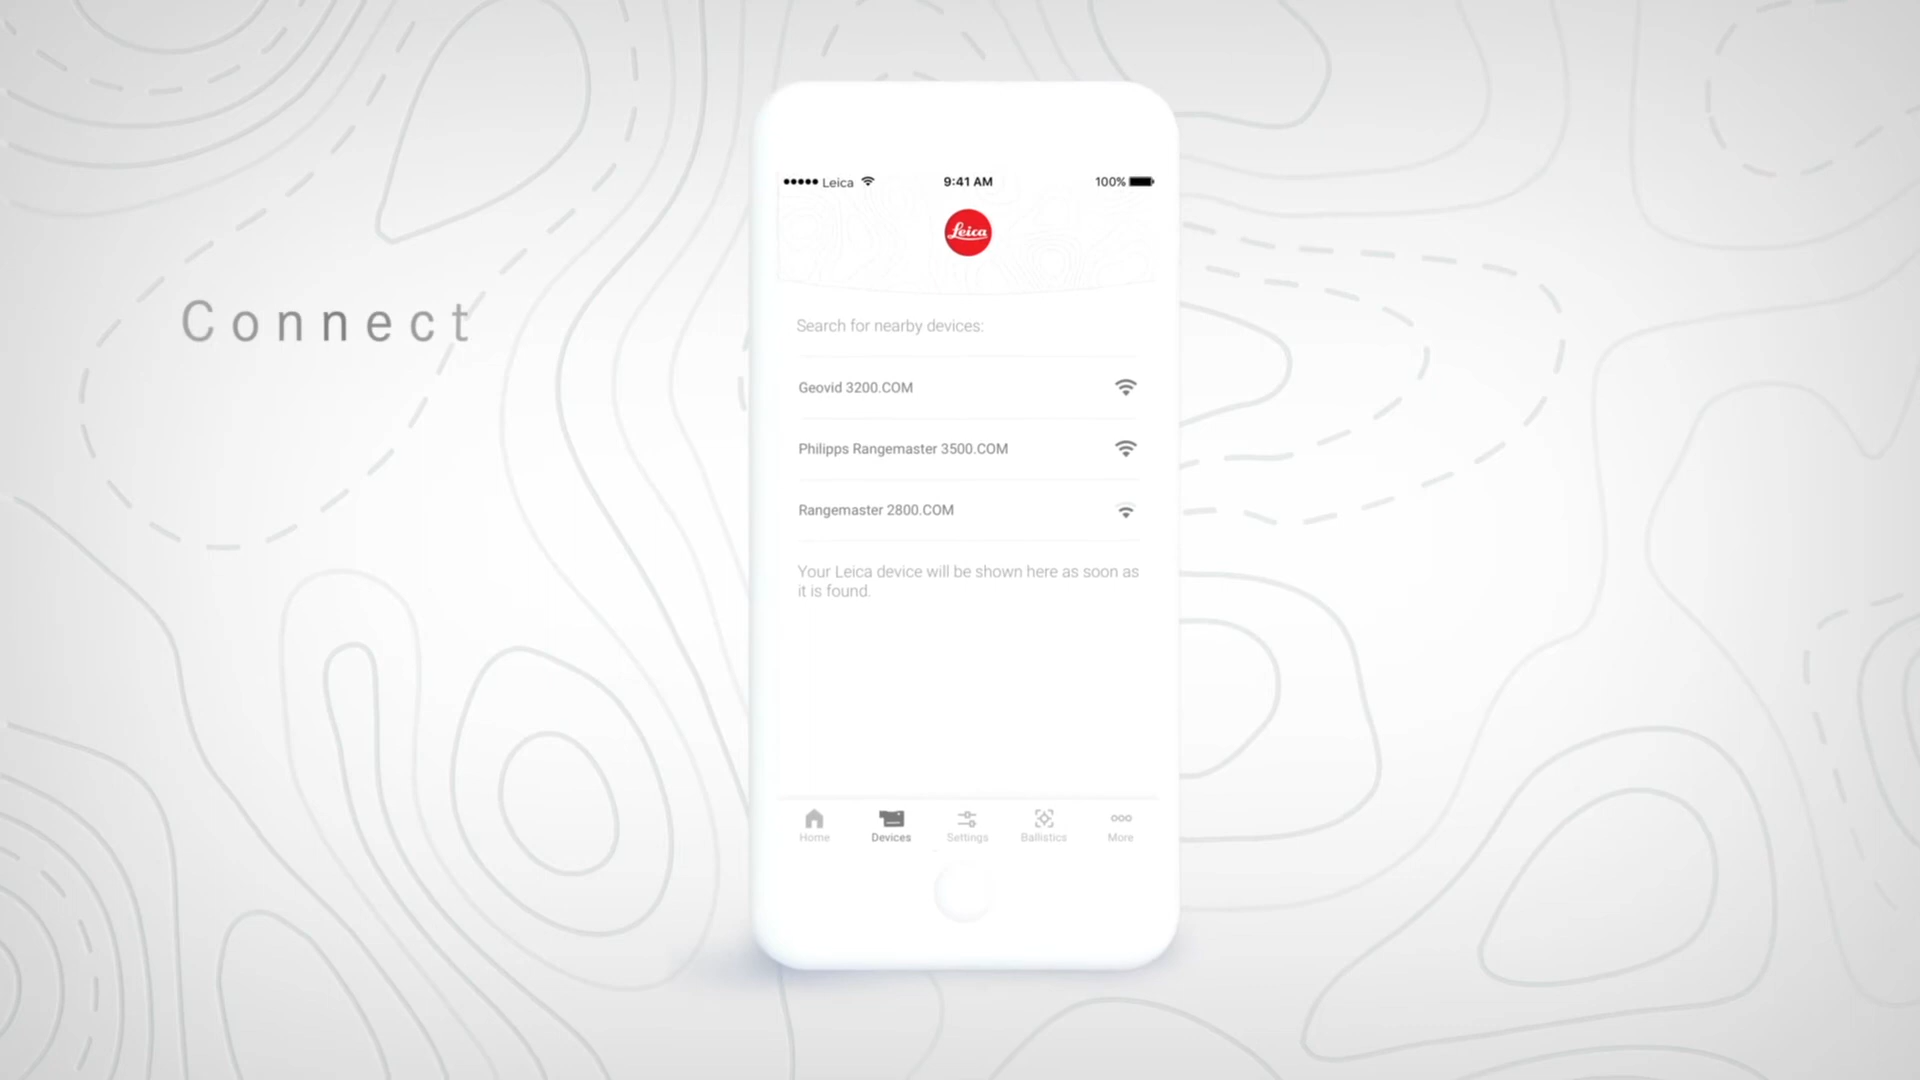 Connect
Leica 9:41 AM 100%
Leica
Search for nearby devices:
Geovid 3200.COM
Philipps Rangemaster 3500.COM
Rangemaster 2800.COM
Your Leica device will be shown here as soon as
it is found.
Home Devices Settings Ballistics More